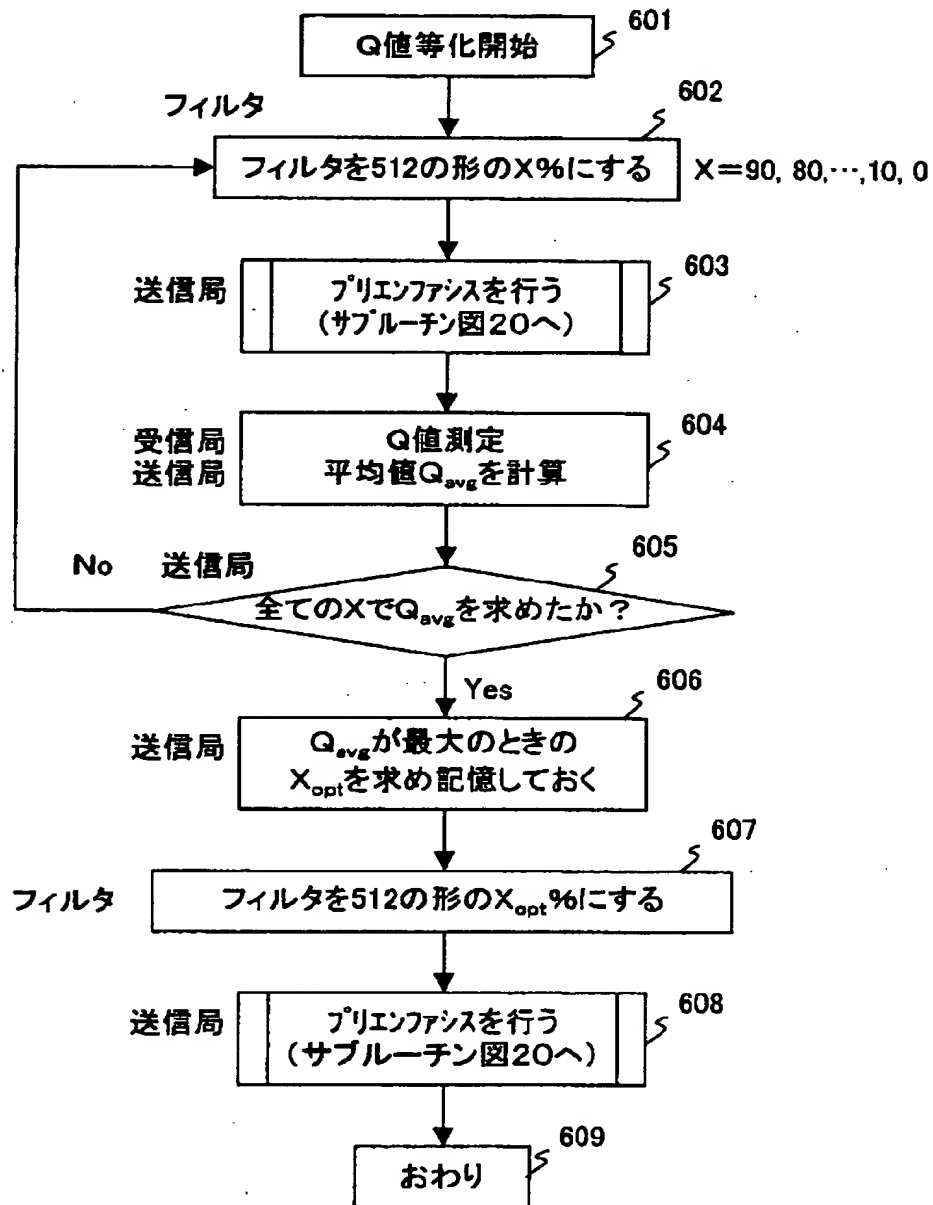 601
Q値等化開始
フィルタ
602
フィルタを512の形のX%にする
X=90, 80,…,10, 0
603
送信局
プリエンファシスを行う
(サブルーチン図20へ)
604
受信局
送信局
Q値測定
平均値Qavgを計算
605
No
送信局
全てのXでQavgを求めたか？
Yes
606
送信局
Qavgが最大のときの
Xoptを求め記憶しておく
607
フィルタ
フィルタを512の形のXopt%にする
608
送信局
プリエンファシスを行う
(サブルーチン図20へ)
609
おわり